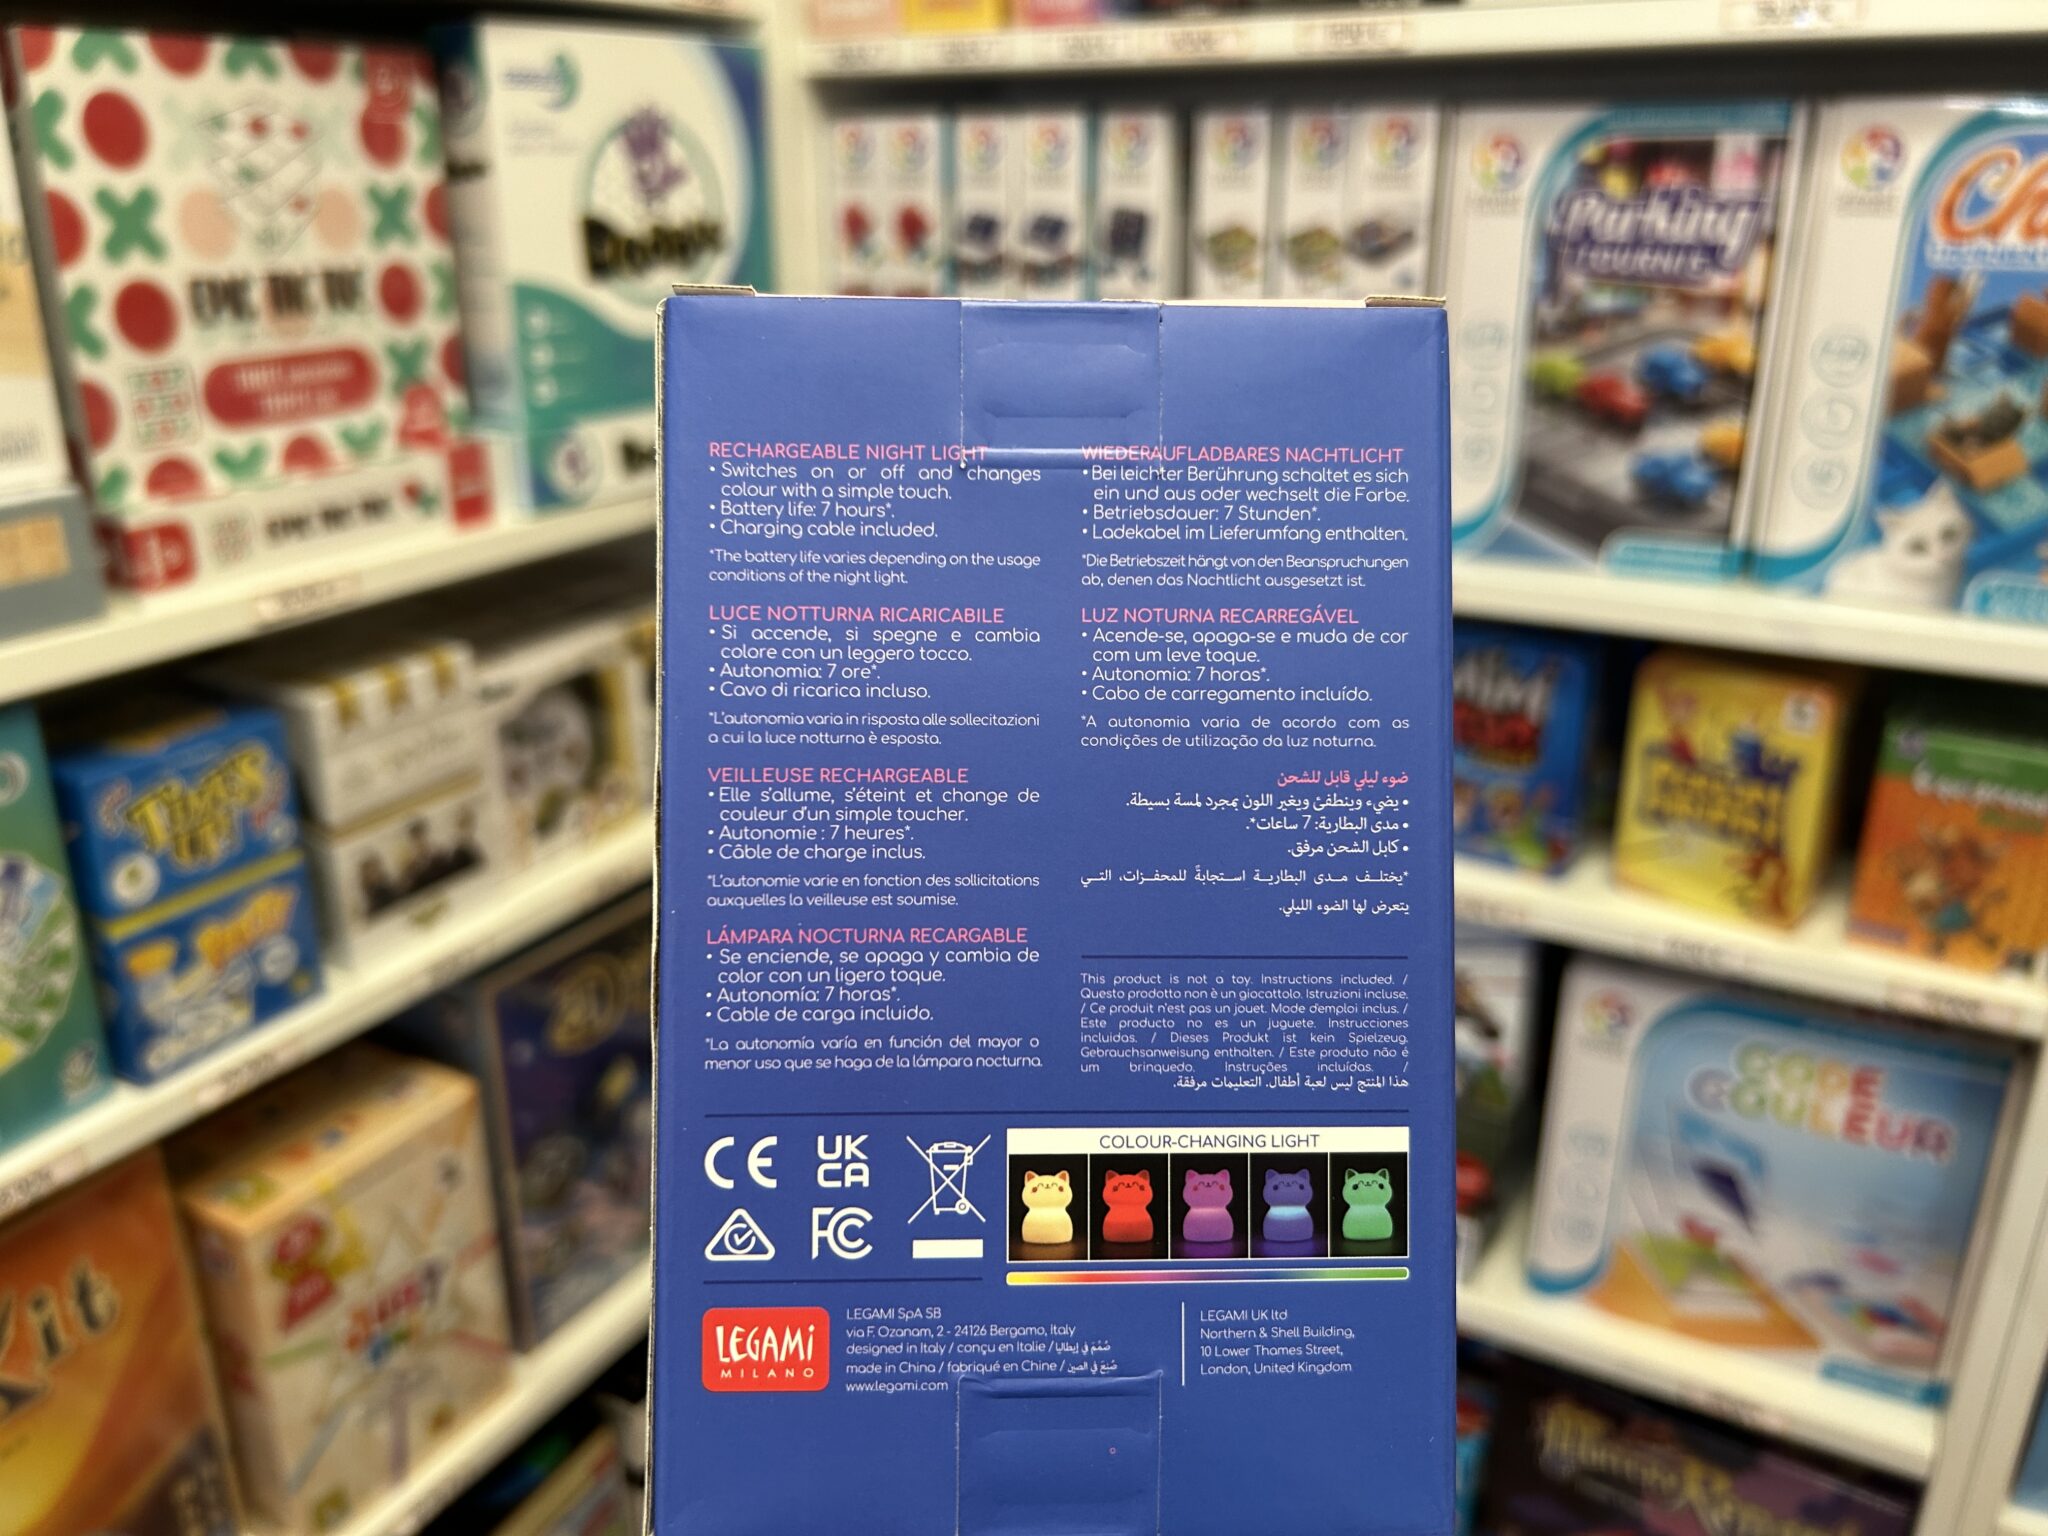 EPIC TIC TAC TOE
Dobble
Parking
TOURNIS
TIME'S
UP!
PARTY
Mini
CODE
COULEUR
Kit
RECHARGEABLE NIGHT LIGHT
• Switches on or off and changes
colour with a simple touch.
• Battery life: 7 hours*.
• Charging cable included.
*The battery life varies depending on the usage
conditions of the night light.
LUCE NOTTURNA RICARICABILE
• Si accende, si spegne e cambia
colore con un leggero tocco.
• Autonomia: 7 ore*.
• Cavo di ricarica incluso.
*L'autonomia varia in risposta alle sollecitazioni
a cui la luce notturna è esposta.
VEILLEUSE RECHARGEABLE
• Elle s'allume, s'éteint et change de
couleur d'un simple toucher.
• Autonomie : 7 heures*.
• Câble de charge inclus.
*L'autonomie varie en fonction des sollicitations
auxquelles la veilleuse est soumise.
LÁMPARA NOCTURNA RECARGABLE
• Se enciende, se apaga y cambia de
color con un ligero toque.
• Autonomía: 7 horas*.
• Cable de carga incluido.
*La autonomía varía en función del mayor o
menor uso que se haga de la lámpara nocturna.
WIEDERAUFLADBARES NACHTLICHT
• Bei leichter Berührung schaltet es sich
ein und aus oder wechselt die Farbe.
• Betriebsdauer: 7 Stunden*.
• Ladekabel im Lieferumfang enthalten.
*Die Betriebszeit hängt von den Beanspruchungen
ab, denen das Nachtlicht ausgesetzt ist.
LUZ NOTURNA RECARREGÁVEL
• Acende-se, apaga-se e muda de cor
com um leve toque.
• Autonomia: 7 horas*.
• Cabo de carregamento incluído.
*A autonomia varia de acordo com as
condições de utilização da luz noturna.
ضوء ليلي قابل للشحن
• يضيء وينطفئ ويغير اللون بمجرد لمسة بسيطة.
• مدى البطارية: 7 ساعات*.
• كابل الشحن مرفق.
*يختلف مدى البطارية استجابةً للمحفزات، التي
يتعرض لها الضوء الليلي.
This product is not a toy. Instructions included. /
Questo prodotto non è un giocattolo. Istruzioni incluse.
/ Ce produit n'est pas un jouet. Mode d'emploi inclus. /
Este producto no es un juguete. Instrucciones
incluidas. / Dieses Produkt ist kein Spielzeug.
Gebrauchsanweisung enthalten. / Este produto não é
um brinquedo. Instruções incluídas. /
هذا المنتج ليس لعبة أطفال. التعليمات مرفقة.
CE
UK
CA
FC
COLOUR-CHANGING LIGHT
LEGAMI
MILANO
LEGAMI SpA SB
via F. Ozanam, 2 - 24126 Bergamo, Italy
designed in Italy / conçu en Italie / صُمّمَ في إيطاليا
made in China / fabriqué en Chine / صُنِعَ في الصين
www.legami.com
LEGAMI UK ltd
Northern & Shell Building,
10 Lower Thames Street,
London, United Kingdom